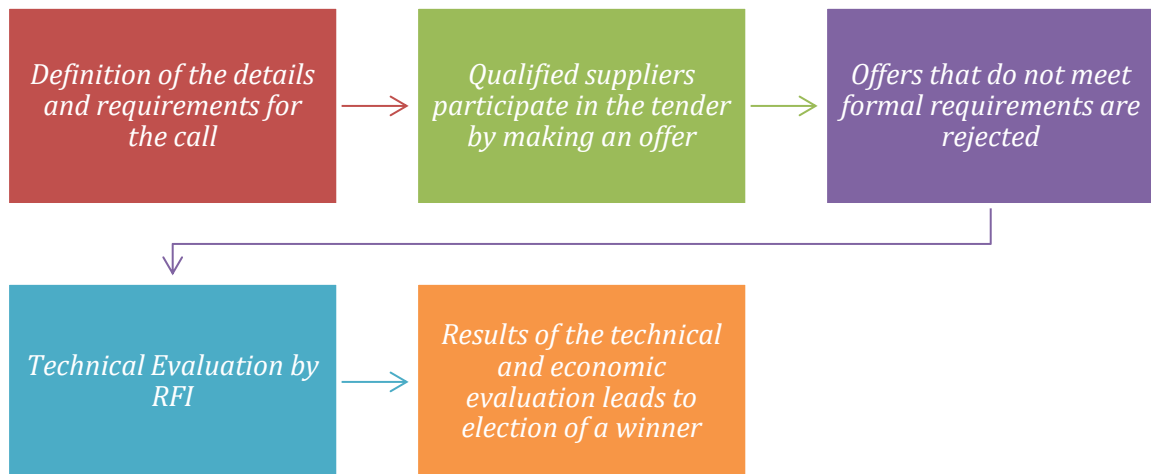 Definition of the details
and requirements for
the call
Qualified suppliers
participate in the tender
by making an offer
Offers that do not meet
formal requirements are
rejected
Technical Evaluation by
RFI
Results of the technical
and economic
evaluation leads to
election of a winner